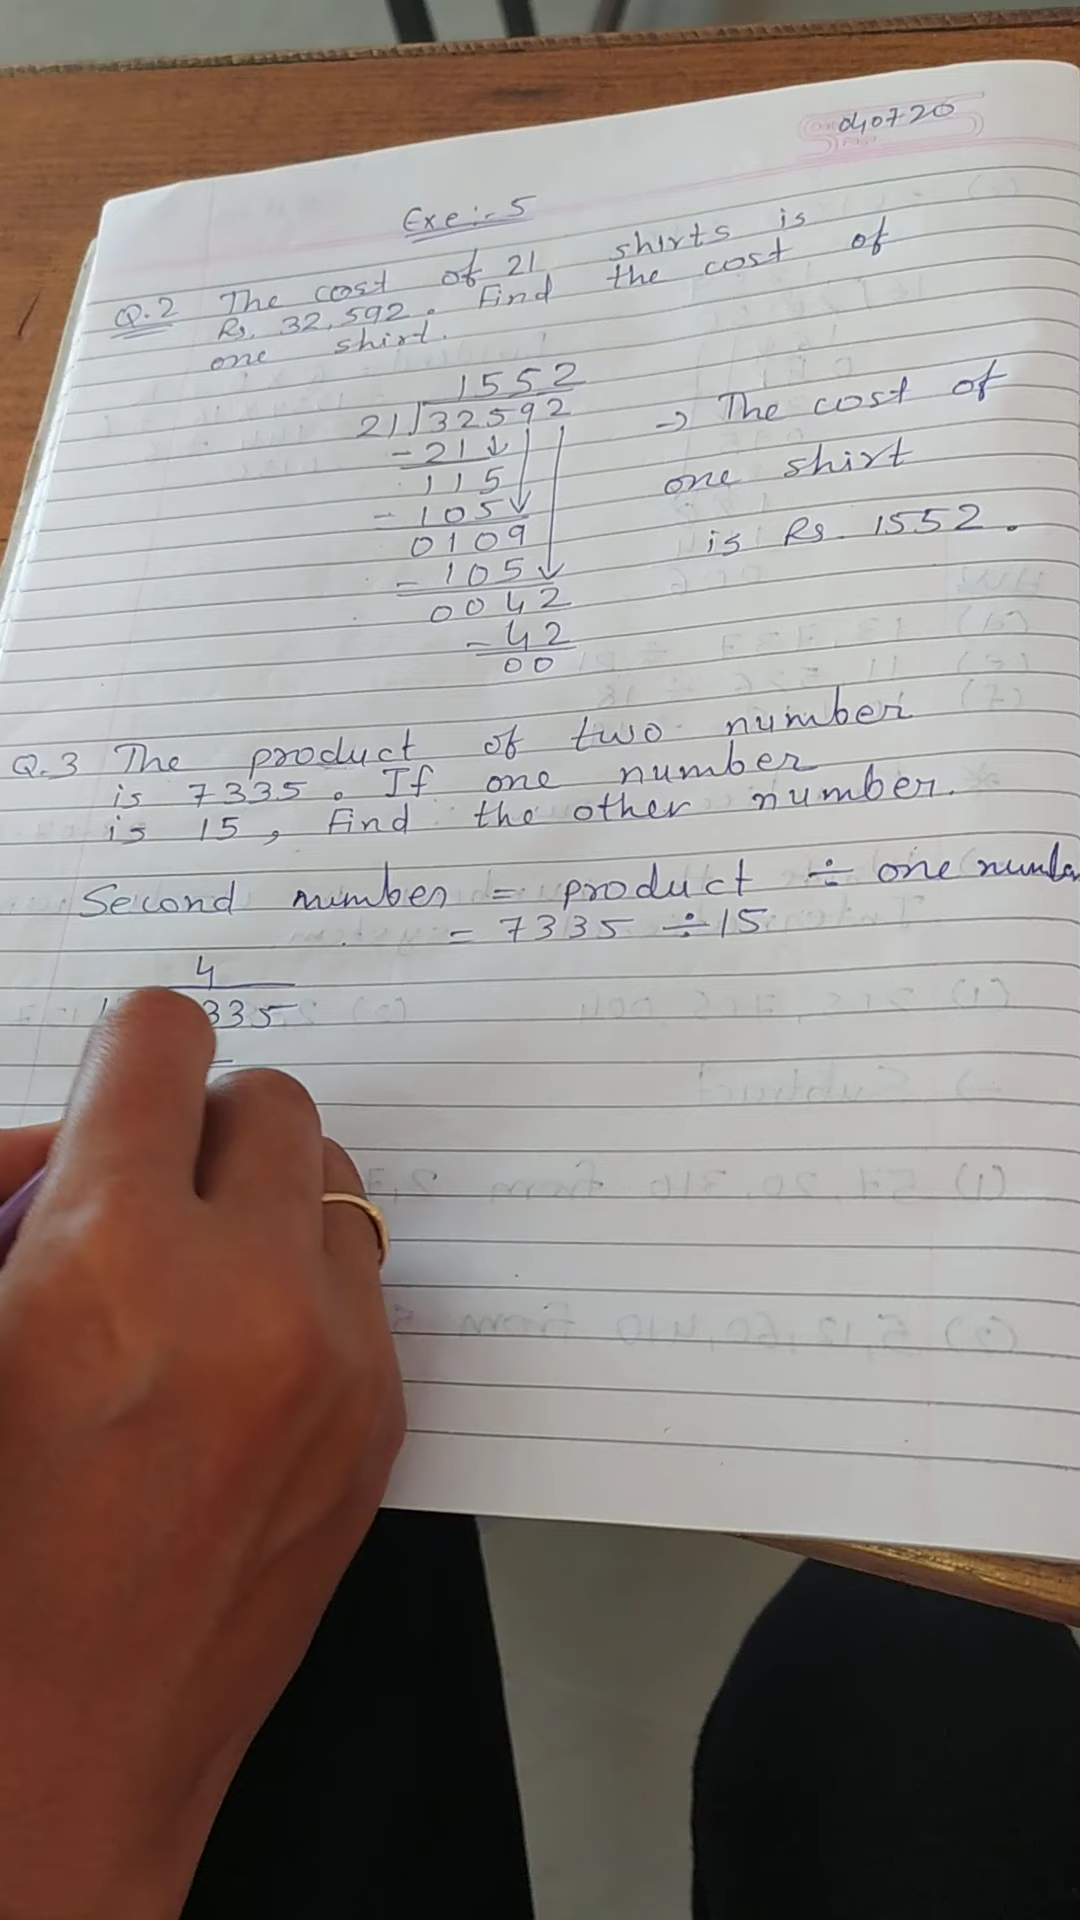 040720
Exe:- 5
Q.2 The cost of 21 shirts is
Rs. 32,592. Find the cost of
one shirt.
1552
21)32592
-21
115
-105
0109
-105
0042
-42
00
→ The cost of
one shirt
is Rs. 1552.
Q.3 The product of two number
is 7335. If one number
is 15, Find the other number.
Second number = product ÷ one number
= 7335 ÷ 15
4
335